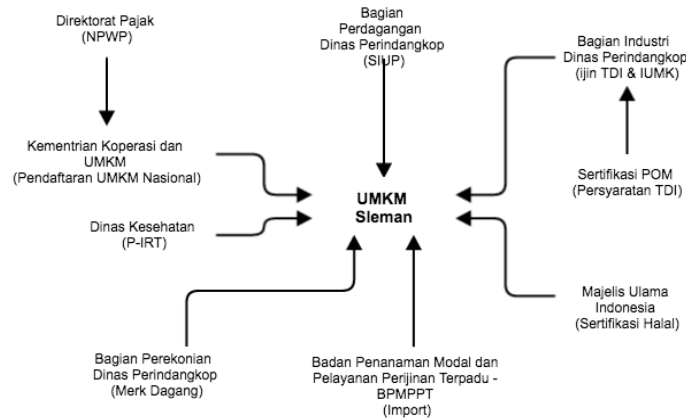 Direktorat Pajak
(NPWP)
Bagian
Perdagangan
Dinas Perindangkop
(SIUP)
Bagian Industri
Dinas Perindangkop
(ijin TDI & IUMK)
Kementrian Koperasi dan
UMKM
(Pendaftaran UMKM Nasional)
UMKM
Sleman
Sertifikasi POM
(Persyaratan TDI)
Dinas Kesehatan
(P-IRT)
Majelis Ulama
Indonesia
(Sertifikasi Halal)
Bagian Perekonian
Dinas Perindangkop
(Merk Dagang)
Badan Penanaman Modal dan
Pelayanan Perijinan Terpadu -
BPMPPT
(Import)